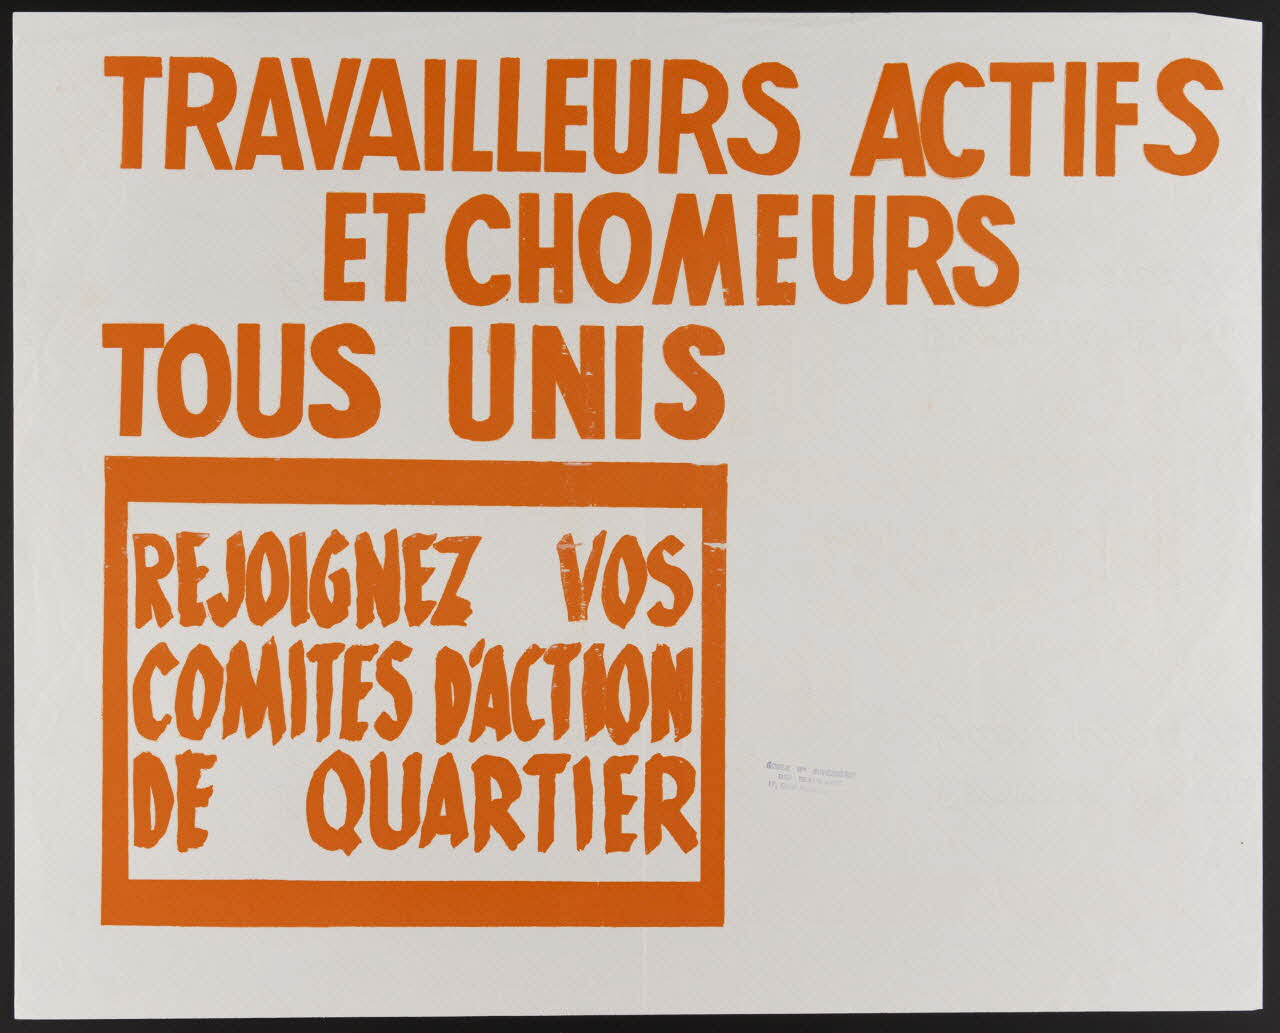 TRAVAILLEURS ACTIFS
ET CHOMEURS
TOUS UNIS
REJOIGNEZ VOS
COMITES D'ACTION
DE QUARTIER